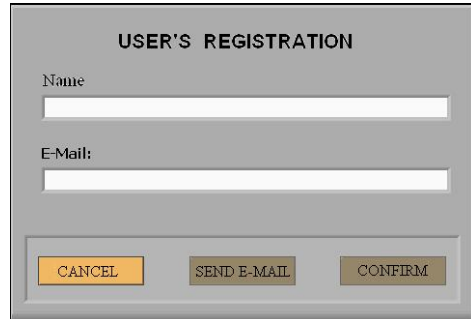 USER'S REGISTRATION
Name
E-Mail:
CANCEL SEND E-MAIL CONFIRM